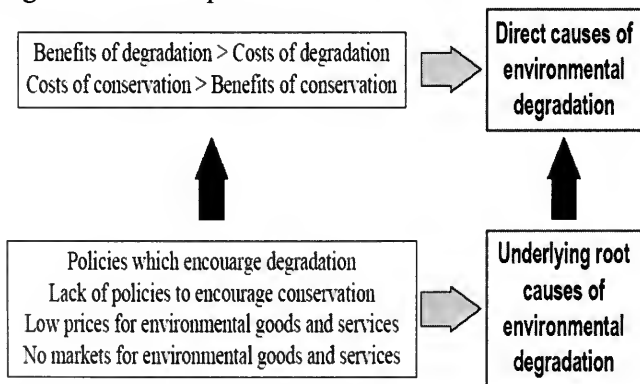 Benefits of degradation > Costs of degradation
Costs of conservation > Benefits of conservation
Direct causes of
environmental
degradation
Policies which encouarge degradation
Lack of policies to encourage conservation
Low prices for environmental goods and services
No markets for environmental goods and services
Underlying root
causes of
environmental
degradation